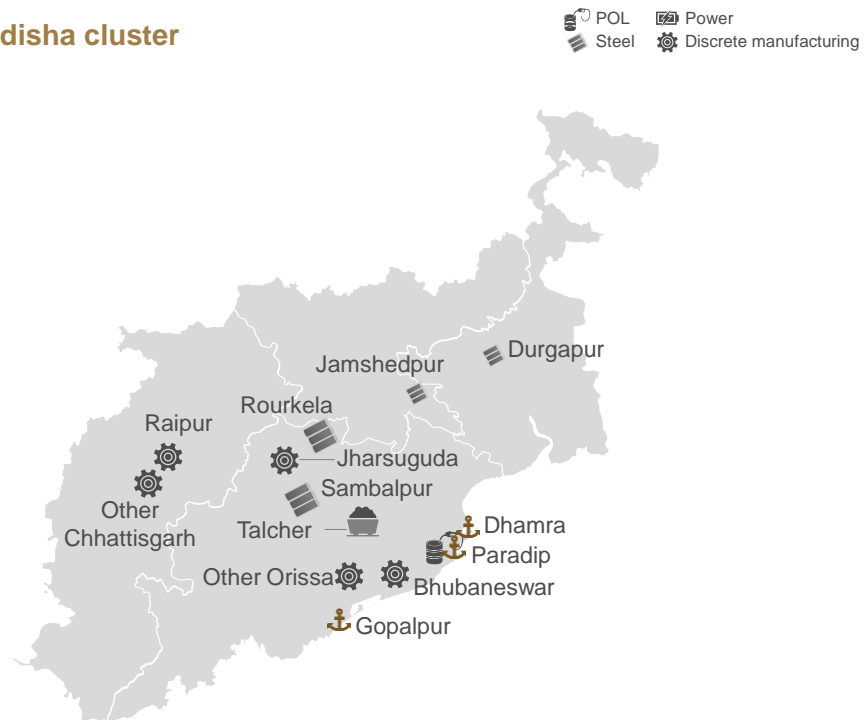 disha cluster
POL
Power
Steel
Discrete manufacturing
Durgapur
Jamshedpur
Rourkela
Raipur
Jharsuguda
Sambalpur
Other
Chhattisgarh
Talcher
Dhamra
Paradip
Other Orissa
Bhubaneswar
Gopalpur